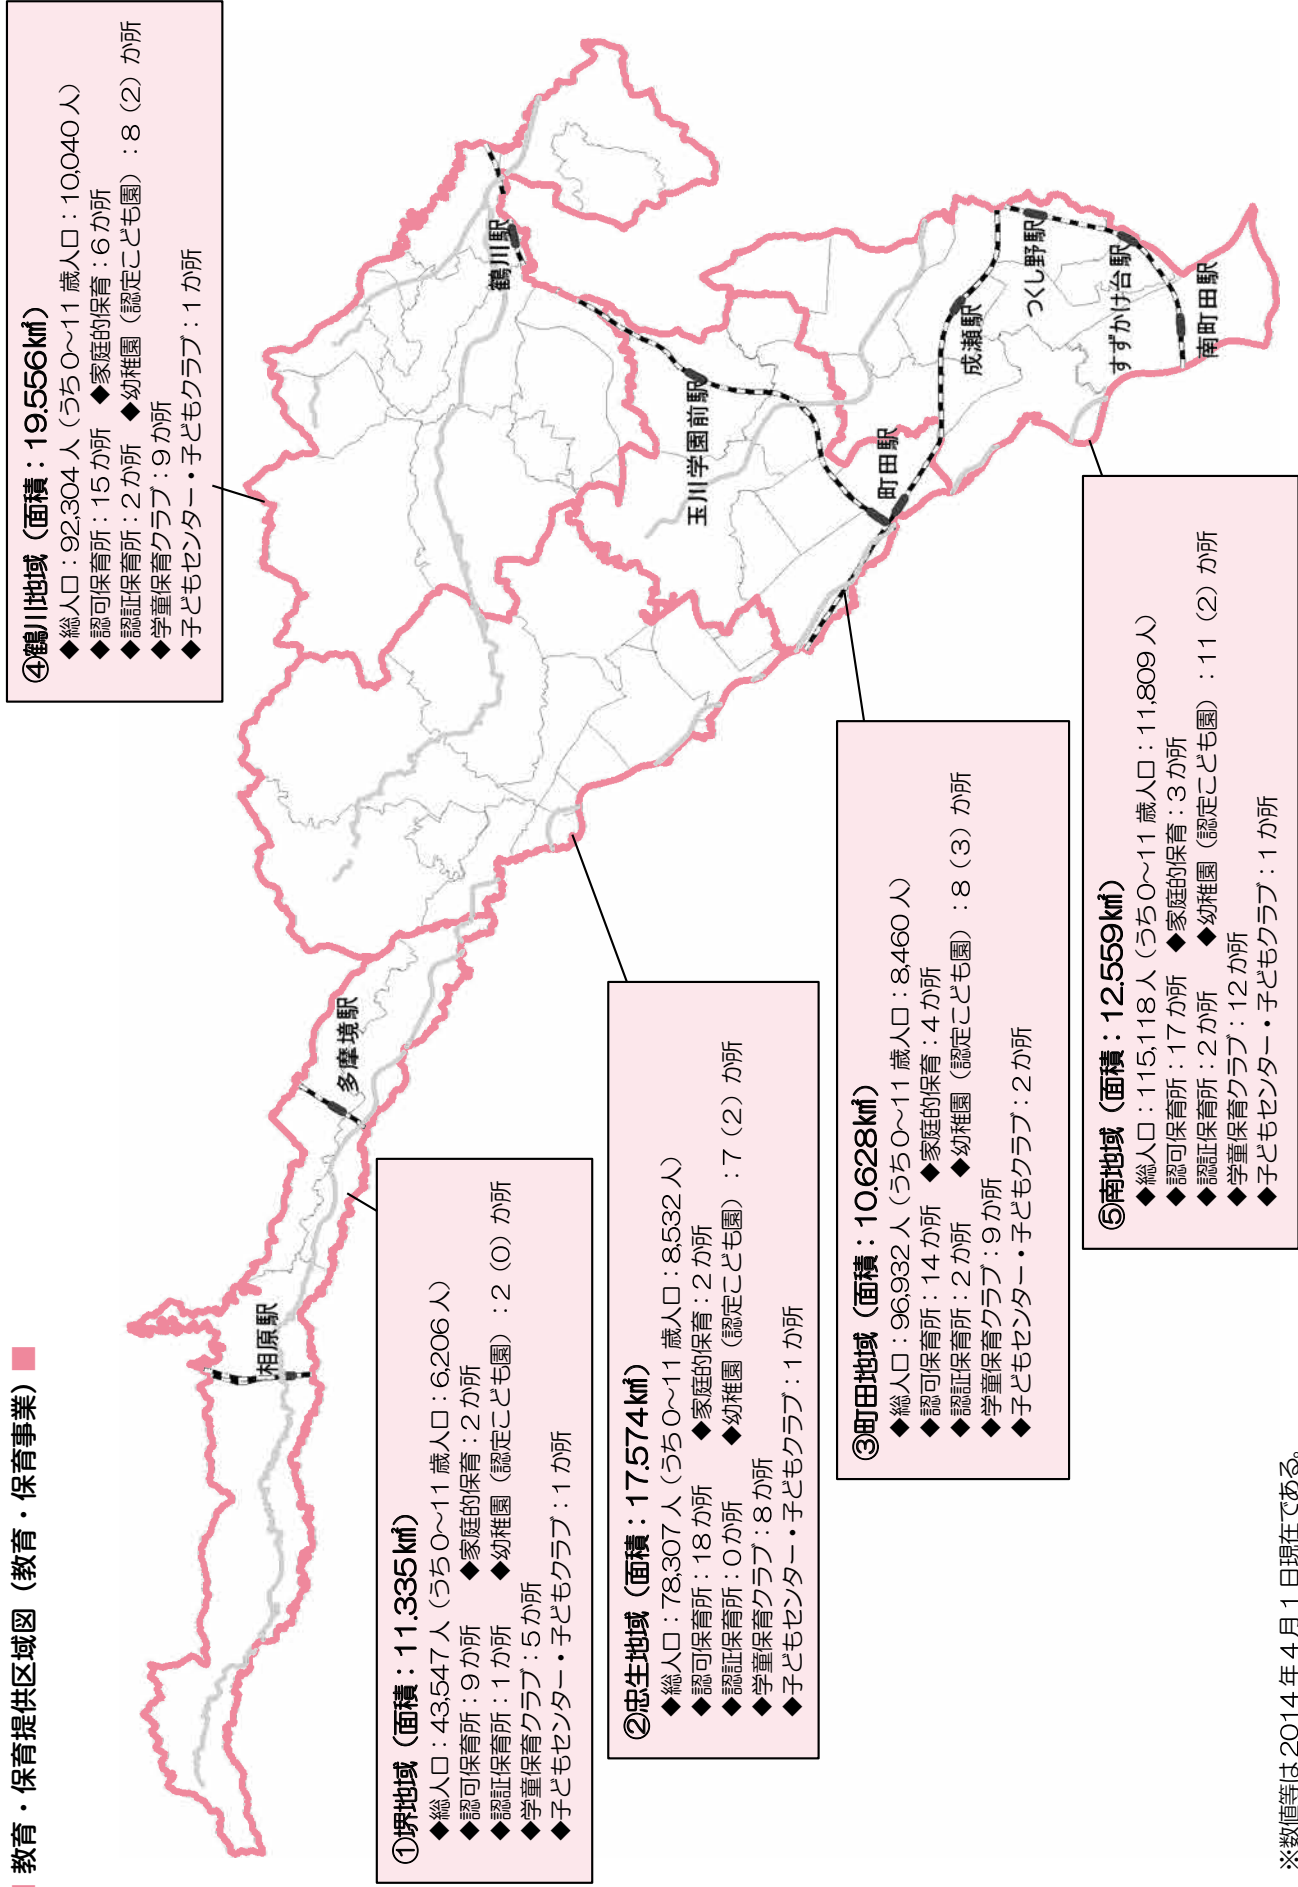 教育・保育提供区域図（教育・保育事業）
④鶴川地域（面積：19.556㎢）
◆総人口：92,304人（うち0～11歳人口：10,040人）
◆認可保育所：15か所　◆家庭的保育：6か所
◆認証保育所：2か所　◆幼稚園（認定こども園）：8（2）か所
◆学童保育クラブ：9か所
◆子どもセンター・子どもクラブ：1か所
相原駅
多摩境駅
鶴川駅
玉川学園前駅
町田駅
成瀬駅
つくし野駅
すずかけ台駅
南町田駅
①堺地域（面積：11.335㎢）
◆総人口：43,547人（うち0～11歳人口：6,206人）
◆認可保育所：9か所　◆家庭的保育：2か所
◆認証保育所：1か所　◆幼稚園（認定こども園）：2（0）か所
◆学童保育クラブ：5か所
◆子どもセンター・子どもクラブ：1か所
②忠生地域（面積：17.574㎢）
◆総人口：78,307人（うち0～11歳人口：8,532人）
◆認可保育所：18か所　◆家庭的保育：2か所
◆認証保育所：0か所　◆幼稚園（認定こども園）：7（2）か所
◆学童保育クラブ：8か所
◆子どもセンター・子どもクラブ：1か所
③町田地域（面積：10.628㎢）
◆総人口：96,932人（うち0～11歳人口：8,460人）
◆認可保育所：14か所　◆家庭的保育：4か所
◆認証保育所：2か所　◆幼稚園（認定こども園）：8（3）か所
◆学童保育クラブ：9か所
◆子どもセンター・子どもクラブ：2か所
⑤南地域（面積：12.559㎢）
◆総人口：115,118人（うち0～11歳人口：11,809人）
◆認可保育所：17か所　◆家庭的保育：3か所
◆認証保育所：2か所　◆幼稚園（認定こども園）：11（2）か所
◆学童保育クラブ：12か所
◆子どもセンター・子どもクラブ：1か所
※数値等は2014年4月1日現在である。